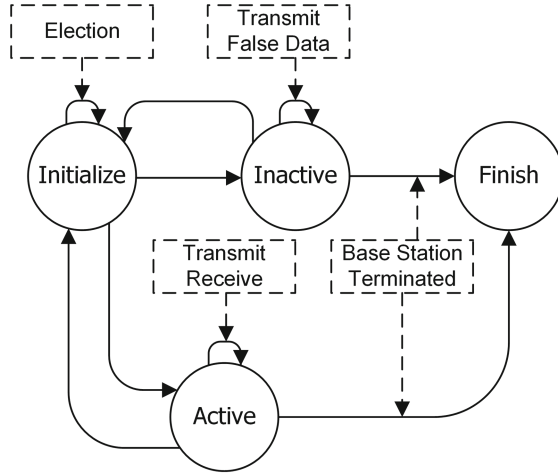 Election
Transmit
False Data
Initialize
Inactive
Finish
Transmit
Receive
Base Station
Terminated
Active